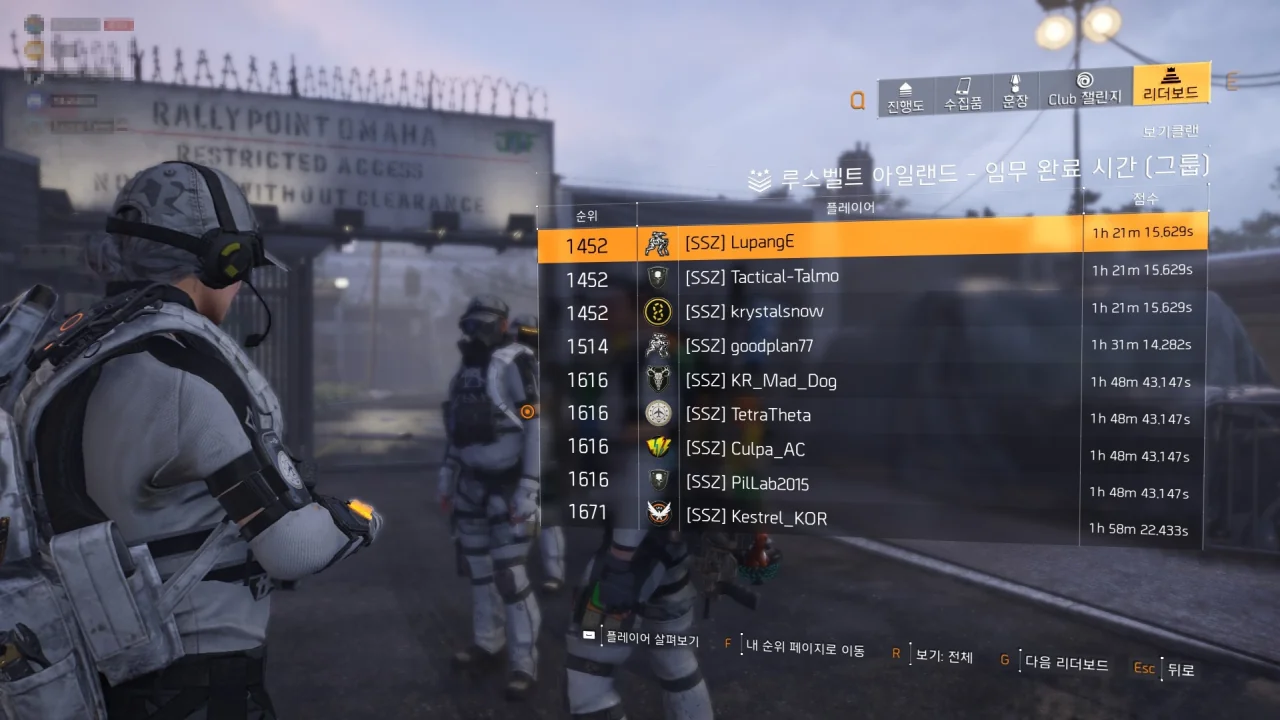 RALLY POINT OMAHA
RESTRICTED ACCESS
WITHOUT CLEARANCE
Q 진행도 수집품 훈장 Club 챌린지 리더보드 E
보기클랜
루스벨트 아일랜드 - 임무 완료 시간 (그룹)
순위 플레이어 점수
1452 [SSZ] LupangE 1h 21m 15,629s
1452 [SSZ] Tactical-Talmo 1h 21m 15,629s
1452 [SSZ] krystalsnow 1h 21m 15,629s
1514 [SSZ] goodplan77 1h 31m 14,282s
1616 [SSZ] KR_Mad_Dog 1h 48m 43,147s
1616 [SSZ] TetraTheta 1h 48m 43,147s
1616 [SSZ] Culpa_AC 1h 48m 43,147s
1616 [SSZ] PilLab2015 1h 48m 43,147s
1671 [SSZ] Kestrel_KOR 1h 58m 22,433s
플레이어 살펴보기 F 내 순위 페이지로 이동 R 보기: 전체 G 다음 리더보드 Esc 뒤로